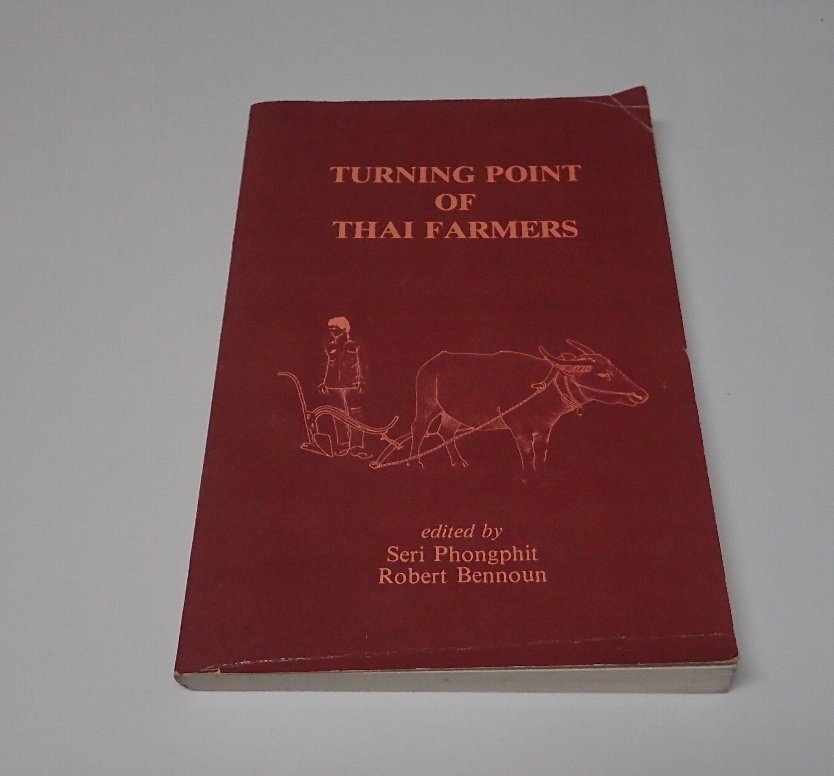 TURNING POINT
OF
THAI FARMERS
edited by
Seri Phongphit
Robert Bennoun